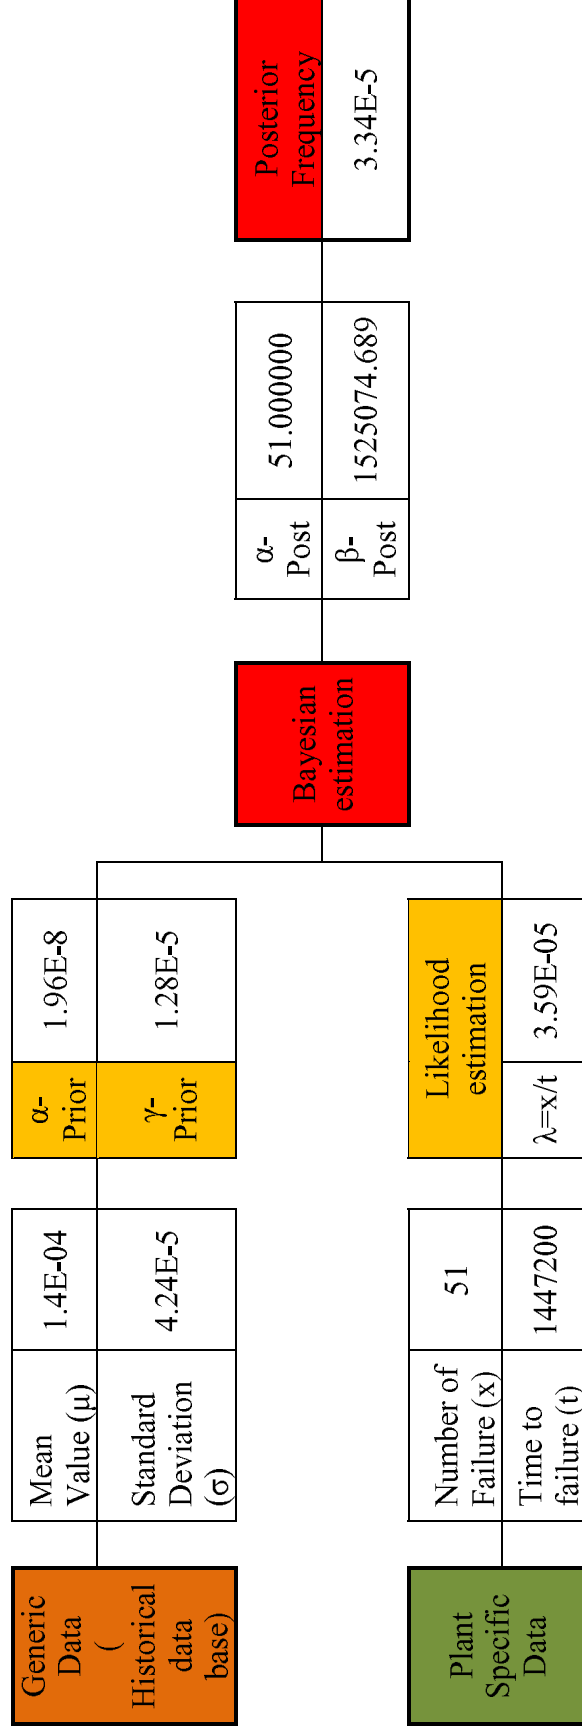 Generic
Data
(
Historical
data
base)
Mean
Value (μ)
1.4E-04
Standard
Deviation
(σ)
4.24E-5
α-
Prior
1.96E-8
γ-
Prior
1.28E-5
Plant
Specific
Data
Number of
Failure (x)
51
Time to
failure (t)
1447200
Likelihood
estimation
λ=x/t
3.59E-05
Bayesian
estimation
α-
Post
51.000000
β-
Post
1525074.689
Posterior
Frequency
3.34E-5